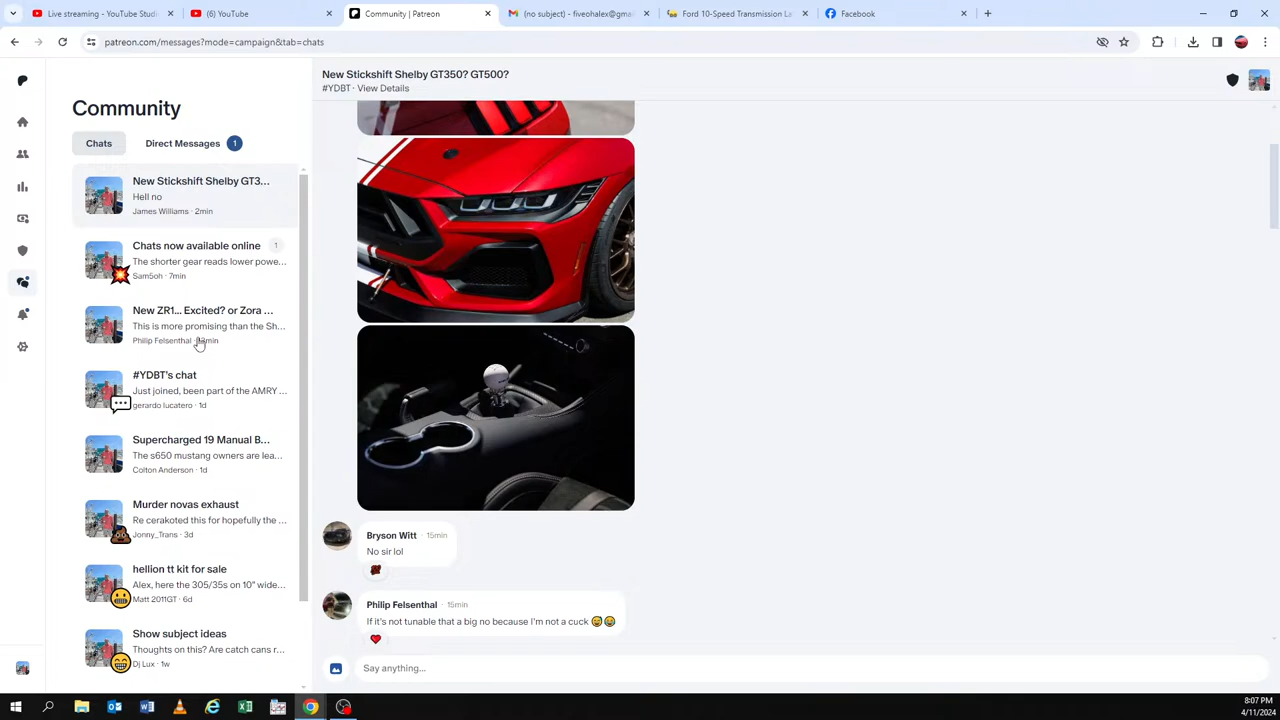 Live streaming - YouTube Studi
(6) YouTube
Community | Patreon
(no subject) - fiveohalex@gmai
Ford 10-Speed Transmission La
Facebook
patreon.com/messages?mode=campaign&tab=chats
Community
Chats
Direct Messages
1
New Stickshift Shelby GT3...
Hell no
James Williams · 2min
Chats now available online
1
The shorter gear reads lower powe...
Sam5oh · 7min
New ZR1... Excited? or Zora ...
This is more promising than the Sh...
Philip Felsenthal
#YDBT's chat
Just joined, been part of the AMRY ...
gerardo lucatero · 1d
Supercharged 19 Manual B...
The s650 mustang owners are lea...
Colton Anderson · 1d
Murder novas exhaust
Re cerakoted this for hopefully the ...
Jonny_Trans · 3d
hellion tt kit for sale
Alex, here the 305/35s on 10" wide...
Matt 2011GT · 6d
Show subject ideas
Thoughts on this? Are catch cans r...
Dj Lux · 1w
New Stickshift Shelby GT350? GT500?
#YDBT · View Details
Bryson Witt · 15min
No sir lol
Philip Felsenthal · 15min
If it's not tunable that a big no because I'm not a cuck 😅😂
Say anything...
8:07 PM
4/11/2024